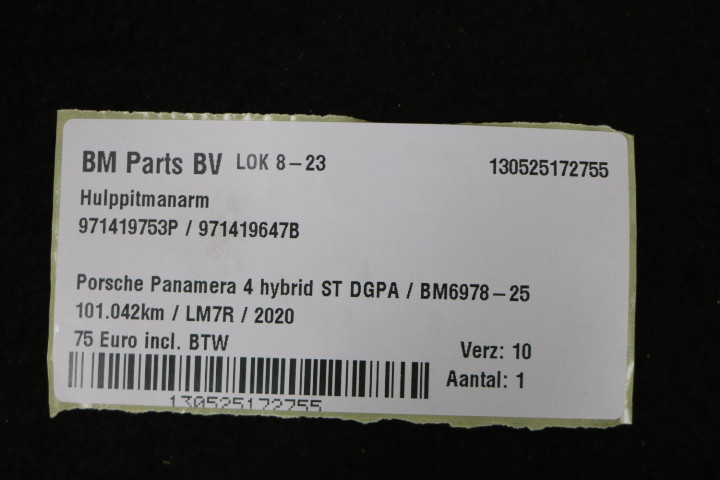 BM Parts BV LOK 8-23 130525172755
Hulppitmanarm
971419753P / 971419647B
Porsche Panamera 4 hybrid ST DGPA / BM6978-25
101.042km / LM7R / 2020
75 Euro incl. BTW
Verz: 10
Aantal: 1
130525172755